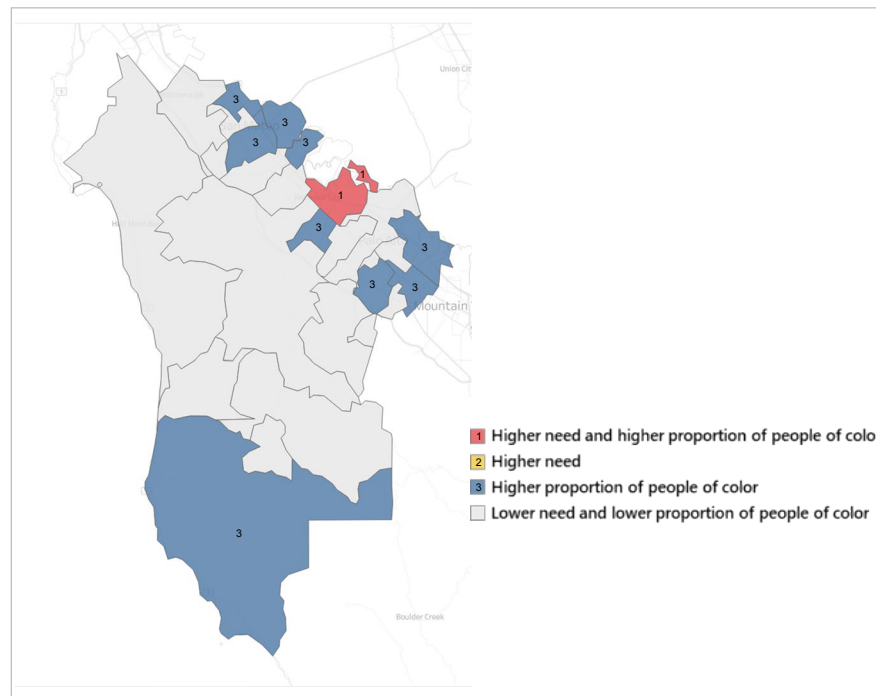 Union City
3
3
3
3
1
1
3
3
3
3
Mountain
1 Higher need and higher proportion of people of colo
2 Higher need
3 Higher proportion of people of color
Lower need and lower proportion of people of color
3
Boulder Creek